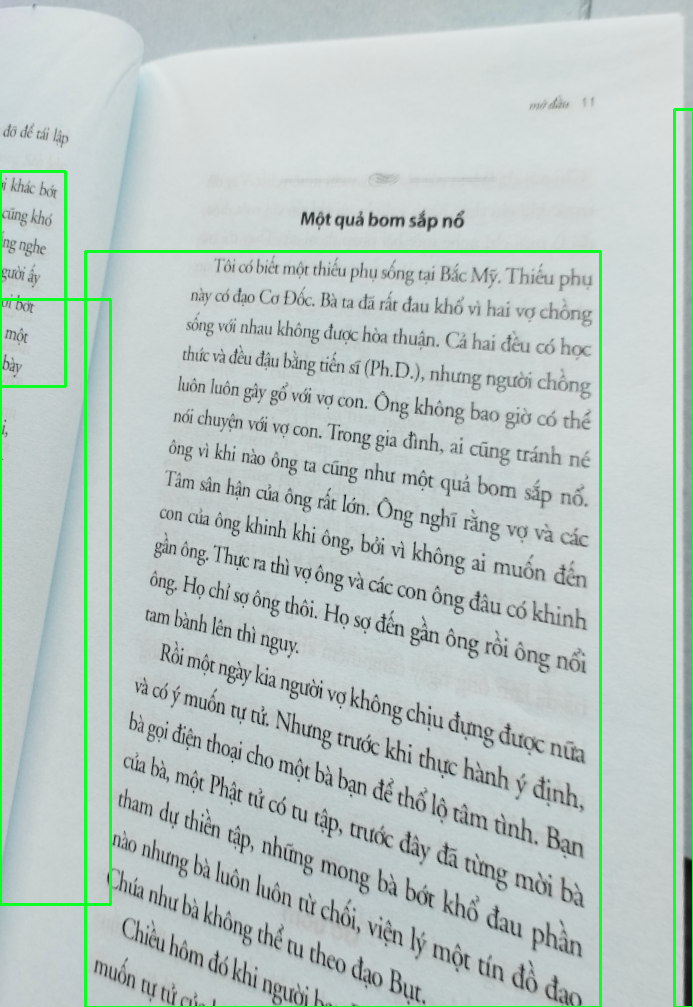 đó để tái lập
i khác bớt
cũng khó
ng nghe
gười ấy
ơi bớt
một
bày
i,
mở đầu 11
Một quả bom sắp nổ
Tôi có biết một thiếu phụ sống tại Bắc Mỹ. Thiếu phụ
này có đạo Cơ Đốc. Bà ta đã rất đau khổ vì hai vợ chồng
sống với nhau không được hòa thuận. Cả hai đều có học
thức và đều đậu bằng tiến sĩ (Ph.D.), nhưng người chồng
luôn luôn gây gổ với vợ con. Ông không bao giờ có thể
nói chuyện với vợ con. Trong gia đình, ai cũng tránh né
ông vì khi nào ông ta cũng như một quả bom sắp nổ.
Tâm sân hận của ông rất lớn. Ông nghĩ rằng vợ và các
con của ông khinh khi ông, bởi vì không ai muốn đến
gần ông. Thực ra thì vợ ông và các con ông đâu có khinh
ông. Họ chỉ sợ ông thôi. Họ sợ đến gần ông rồi ông nổi
tam bành lên thì nguy.
Rồi một ngày kia người vợ không chịu đựng được nữa
và có ý muốn tự tử. Nhưng trước khi thực hành ý định,
bà gọi điện thoại cho một bà bạn để thổ lộ tâm tình. Bạn
của bà, một Phật tử có tu tập, trước đây đã từng mời bà
tham dự thiền tập, những mong bà bớt khổ đau phần
nào nhưng bà luôn luôn từ chối, viện lý một tín đồ đạo
Chúa như bà không thể tu theo đạo Bụt.
Chiều hôm đó khi người bạn
muốn tự tử của